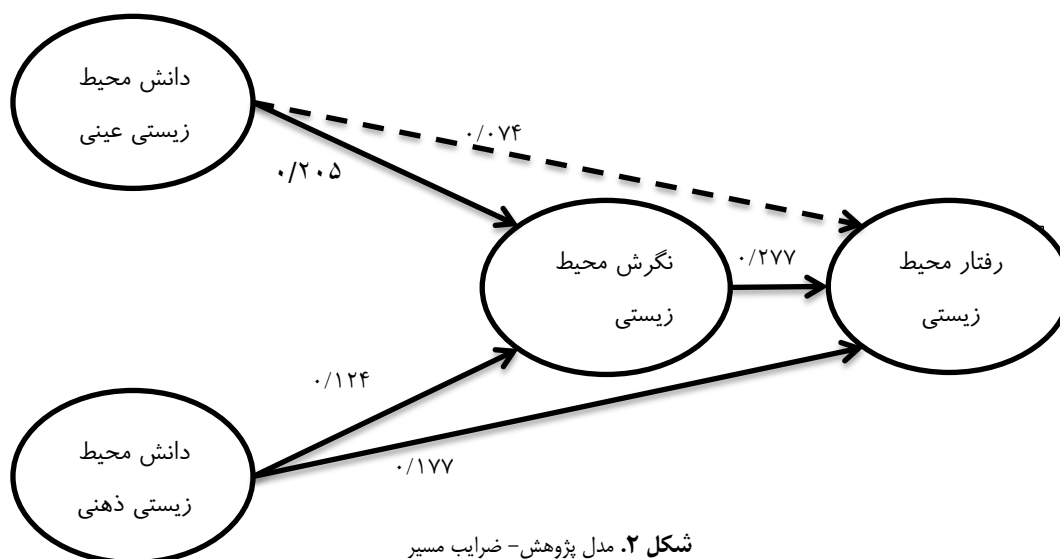 دانش محیط
زیستی عینی
۰/۰۷۴
۰/۲۰۵
نگرش محیط
زیستی
۰/۲۷۷
رفتار محیط
زیستی
۰/۱۲۴
۰/۱۷۷
دانش محیط
زیستی ذهنی
شکل ۲. مدل پژوهش- ضرایب مسیر